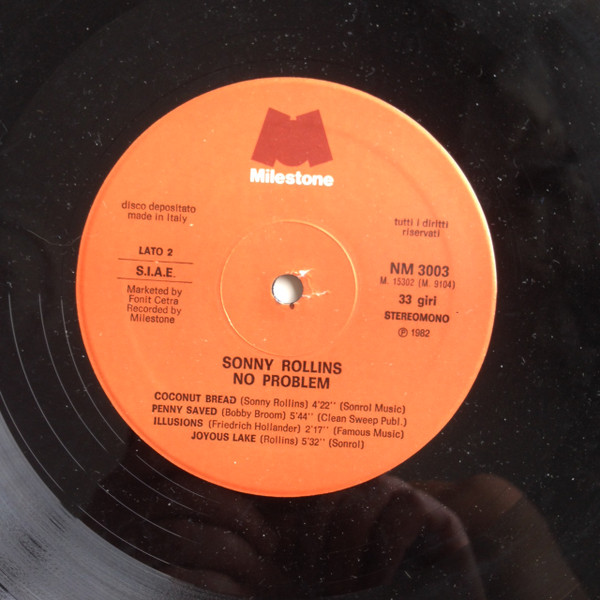 Milestone
disco depositato
made in Italy
tutti i diritti
riservati
LATO 2
S.I.A.E.
Marketed by
Fonit Cetra
Recorded by
Milestone
NM 3003
M. 15302 (M. 9104)
33 giri
STEREOMONO
℗ 1982
SONNY ROLLINS
NO PROBLEM
COCONUT BREAD (Sonny Rollins) 4'22'' (Sonrol Music)
PENNY SAVED (Bobby Broom) 5'44'' (Clean Sweep Publ.)
ILLUSIONS (Friedrich Hollander) 2'17'' (Famous Music)
JOYOUS LAKE (Rollins) 5'32'' (Sonrol)